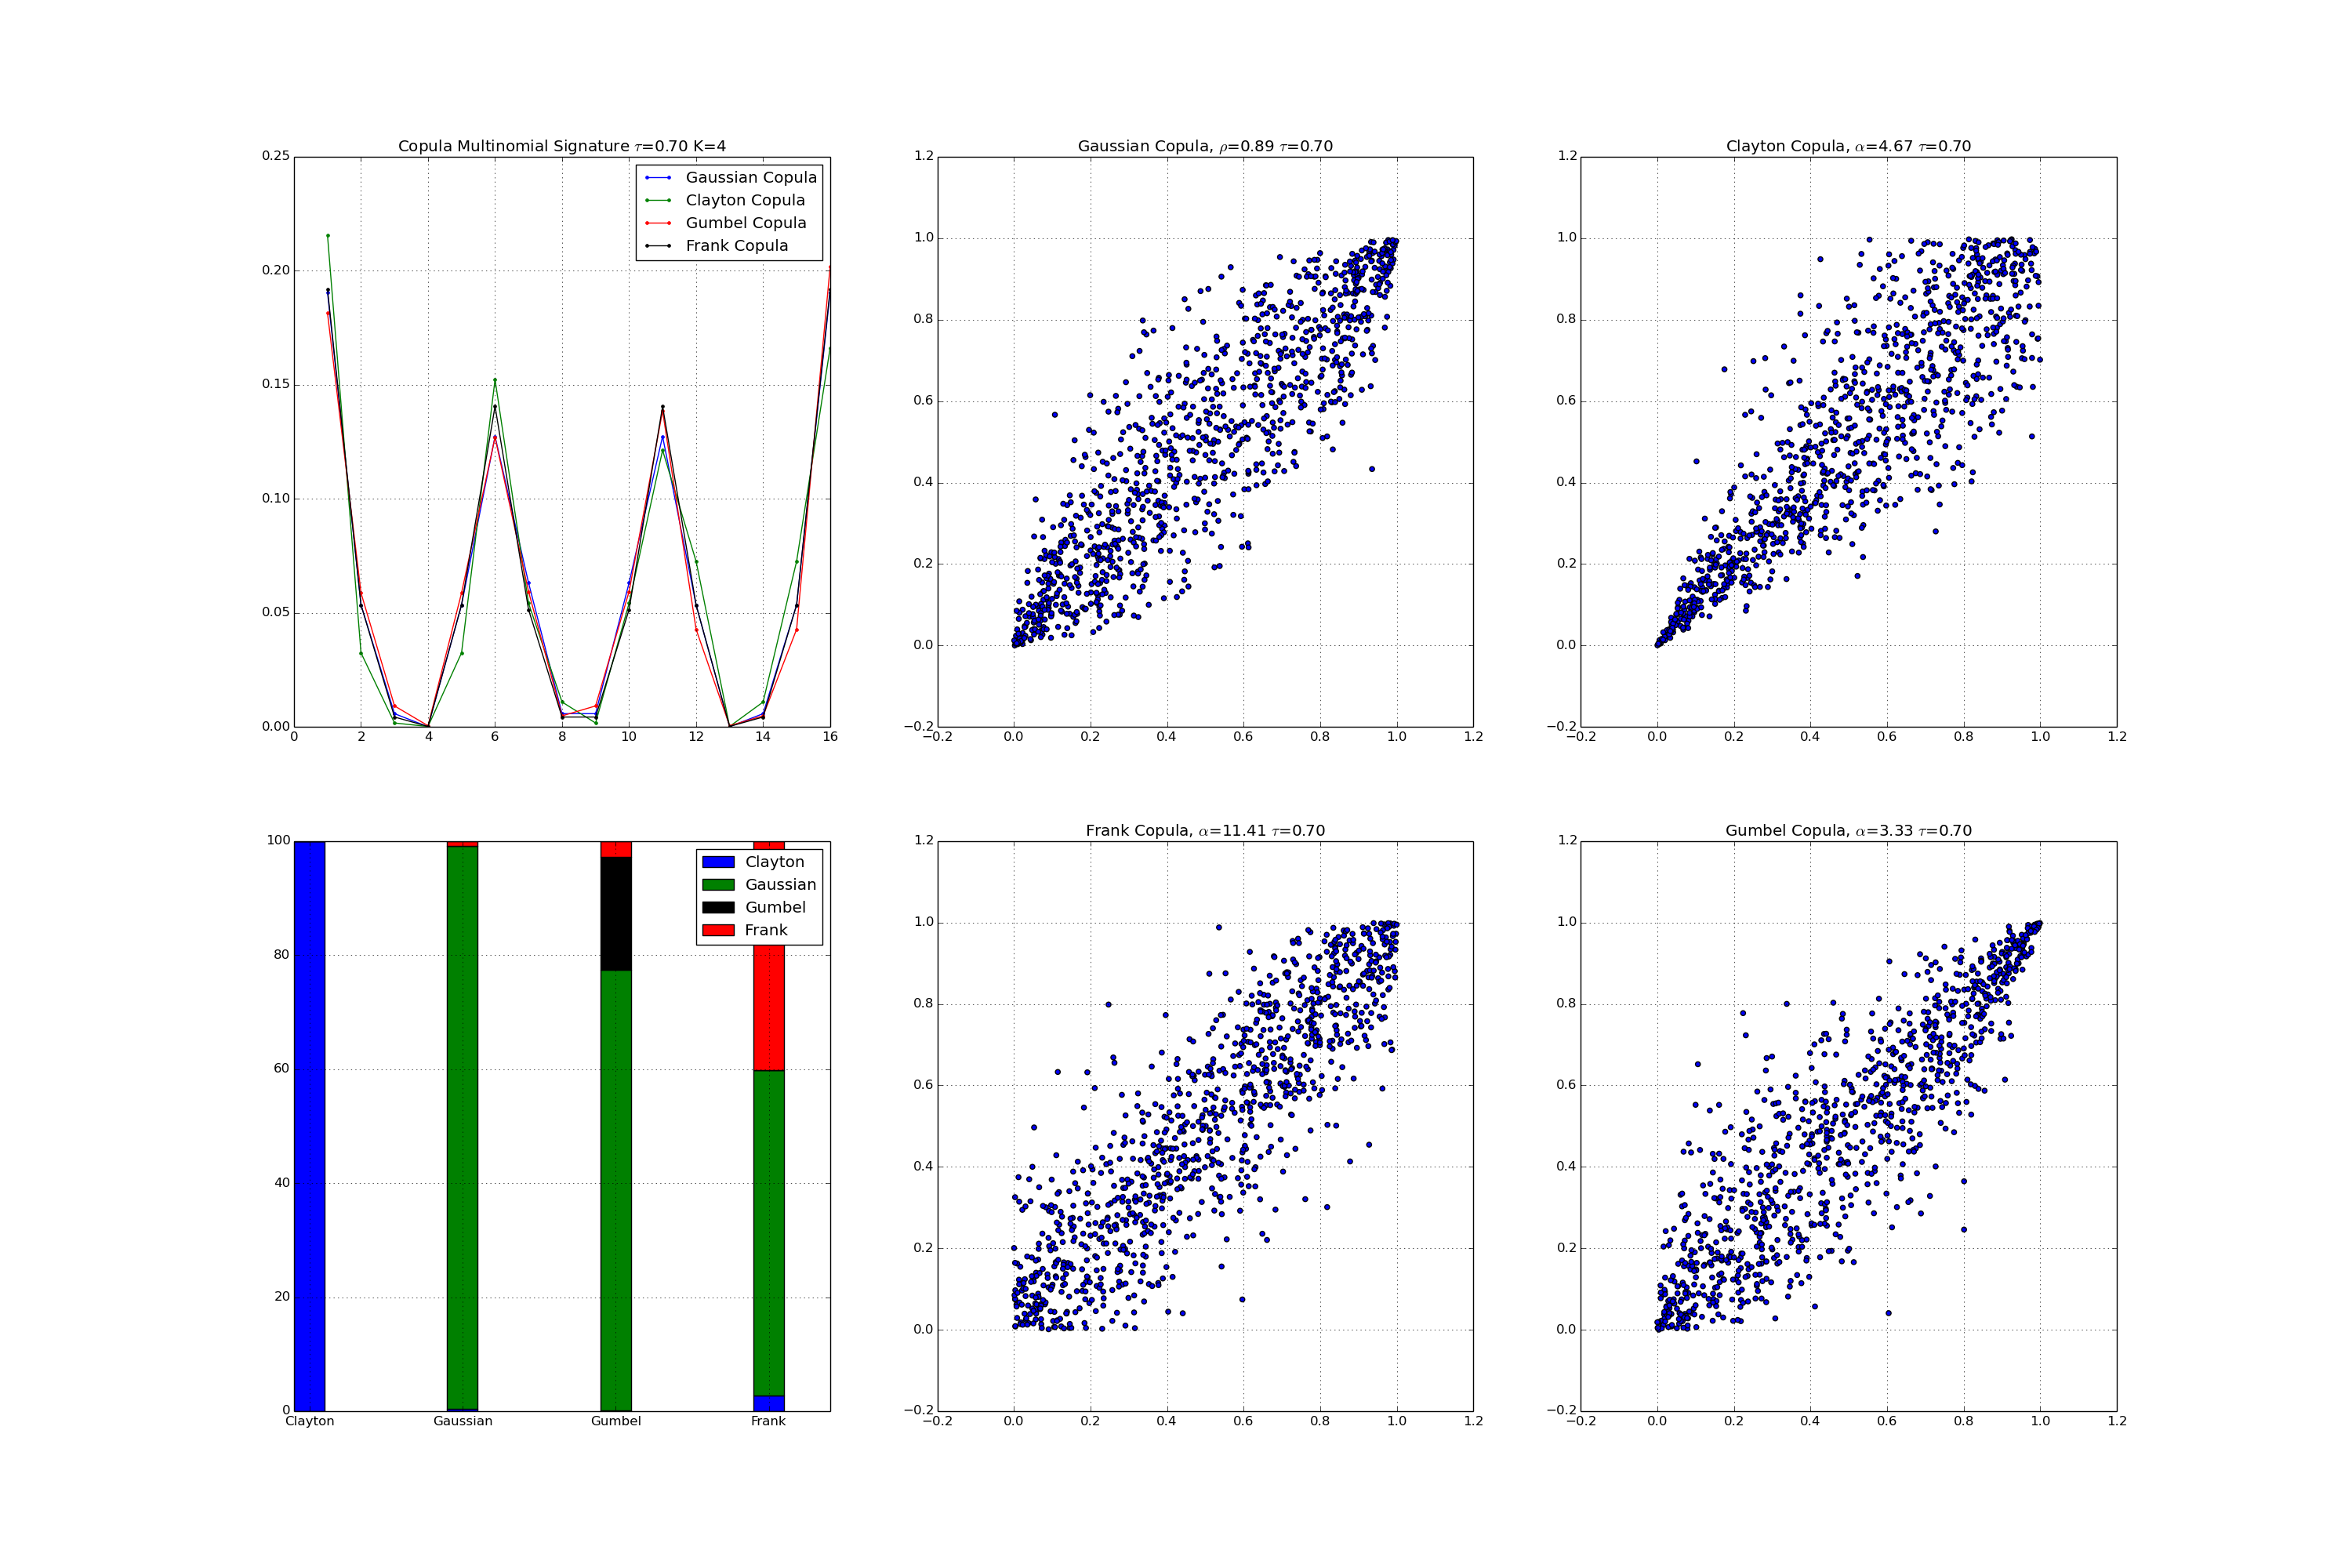 Copula Multinomial Signature τ=0.70 K=4
0.25
0.20
0.15
0.10
0.05
0.00
0 2 4 6 8 10 12 14 16
Gaussian Copula
Clayton Copula
Gumbel Copula
Frank Copula
Gaussian Copula, ρ=0.89 τ=0.70
1.2
1.0
0.8
0.6
0.4
0.2
0.0
−0.2
−0.2 0.0 0.2 0.4 0.6 0.8 1.0 1.2
Clayton Copula, α=4.67 τ=0.70
1.2
1.0
0.8
0.6
0.4
0.2
0.0
−0.2
−0.2 0.0 0.2 0.4 0.6 0.8 1.0 1.2
100
80
60
40
20
0
Clayton Gaussian Gumbel Frank
Clayton
Gaussian
Gumbel
Frank
Frank Copula, α=11.41 τ=0.70
1.2
1.0
0.8
0.6
0.4
0.2
0.0
−0.2
−0.2 0.0 0.2 0.4 0.6 0.8 1.0 1.2
Gumbel Copula, α=3.33 τ=0.70
1.2
1.0
0.8
0.6
0.4
0.2
0.0
−0.2
−0.2 0.0 0.2 0.4 0.6 0.8 1.0 1.2